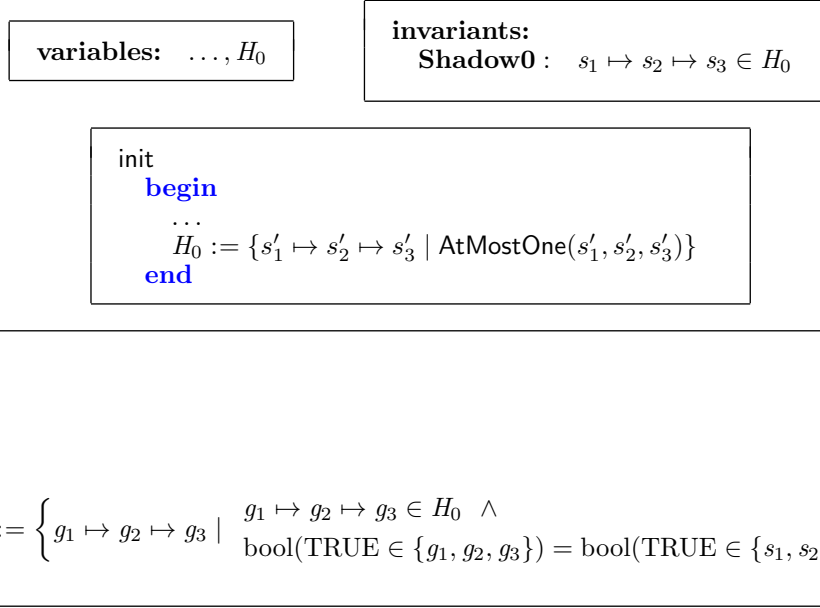 variables: …, H₀
invariants:
Shadow0 : s₁ ↦ s₂ ↦ s₃ ∈ H₀
init
begin
…
H₀ := {s′₁ ↦ s′₂ ↦ s′₃ | AtMostOne(s′₁, s′₂, s′₃)}
end
:= { g₁ ↦ g₂ ↦ g₃ | g₁ ↦ g₂ ↦ g₃ ∈ H₀ ∧
bool(TRUE ∈ {g₁, g₂, g₃}) = bool(TRUE ∈ {s₁, s₂